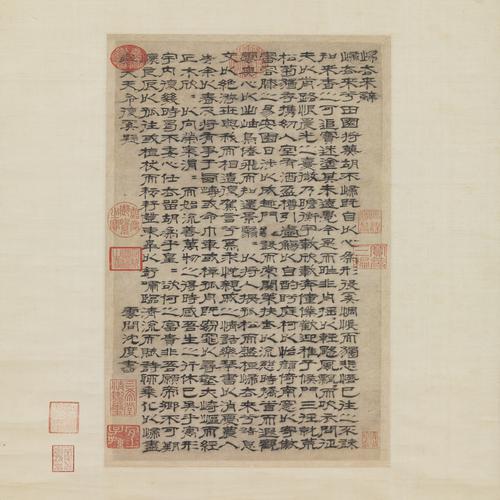 歸去來辭
歸去來兮田園將蕪胡不歸既自以心為形役奚惆悵而獨悲悟已往之不諫
知來者之可追寔迷塗其未遠覺今是而昨非舟搖〻以輕颺風飄〻而吹衣問征
夫以前路恨晨光之熹微乃瞻衡宇載欣載奔僮僕歡迎稚子候門三徑就荒
松菊猶存攜幼入室有酒盈樽引壺觴以自酌眄庭柯以怡顏倚南窗以寄傲
審容膝之易安園日涉以成趣門雖設而常關策扶老以流憩時矯首而遐觀
雲無心以出岫鳥倦飛而知還景翳〻以將入撫孤松而盤桓歸去來兮請息
交以絕游世與我而相遺復駕言兮焉求悅親戚之情話樂琴書以消憂農人
告余以春及將有事于西疇或命巾車或棹孤舟既窈窕以尋壑亦崎嶇而經
丘木欣〻以向榮泉涓〻而始流善萬物之得時感吾生之行休已矣乎寓形
宇內復幾時曷不委心任去留胡為乎遑〻欲何之富貴非吾願帝鄉不可期
懷良辰以孤往或植杖而耘耔登東皋以舒嘯臨清流而賦詩聊乘化以歸盡
樂夫天命復奚疑
雲間沈度書